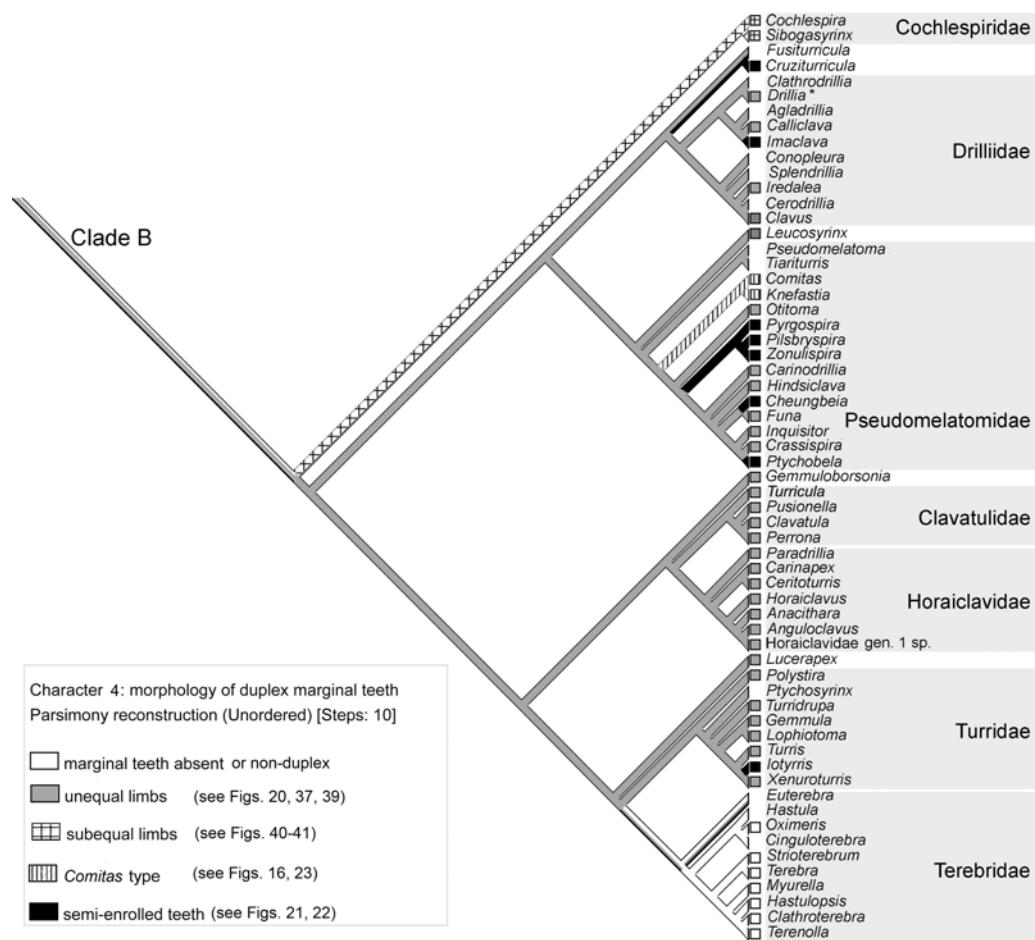 Cochlespira
Sibogasyrinx
Cochlespiridae
Fusiturricula
Cruziturricula
Clathrodrillia
Drillia *
Agladrillia
Calliclava
Imaclava
Conopleura
Splendrillia
Iredalea
Cerodrillia
Clavus
Drilliidae
Leucosyrinx
Pseudomelatoma
Tiariturris
Comitas
Knefastia
Otitoma
Pyrgospira
Pilsbryspira
Zonulispira
Carinodrillia
Hindsiclava
Cheungbeia
Funa
Inquisitor
Crassispira
Ptychobela
Pseudomelatomidae
Gemmuloborsonia
Turricula
Pusionella
Clavatula
Perrona
Clavatulidae
Paradrillia
Carinapex
Ceritoturris
Horaiclavus
Anacithara
Anguloclavus
Horaiclavidae gen. 1 sp.
Horaiclavidae
Lucerapex
Polystira
Ptychosyrinx
Turridrupa
Gemmula
Lophiotoma
Turris
Iotyrris
Xenuroturris
Turridae
Euterebra
Hastula
Oximeris
Cinguloterebra
Strioterebrum
Terebra
Myurella
Hastulopsis
Clathroterebra
Terenolla
Terebridae
Clade B
Character 4: morphology of duplex marginal teeth
Parsimony reconstruction (Unordered) [Steps: 10]
marginal teeth absent or non-duplex
unequal limbs (see Figs. 20, 37, 39)
subequal limbs (see Figs. 40-41)
Comitas type (see Figs. 16, 23)
semi-enrolled teeth (see Figs. 21, 22)